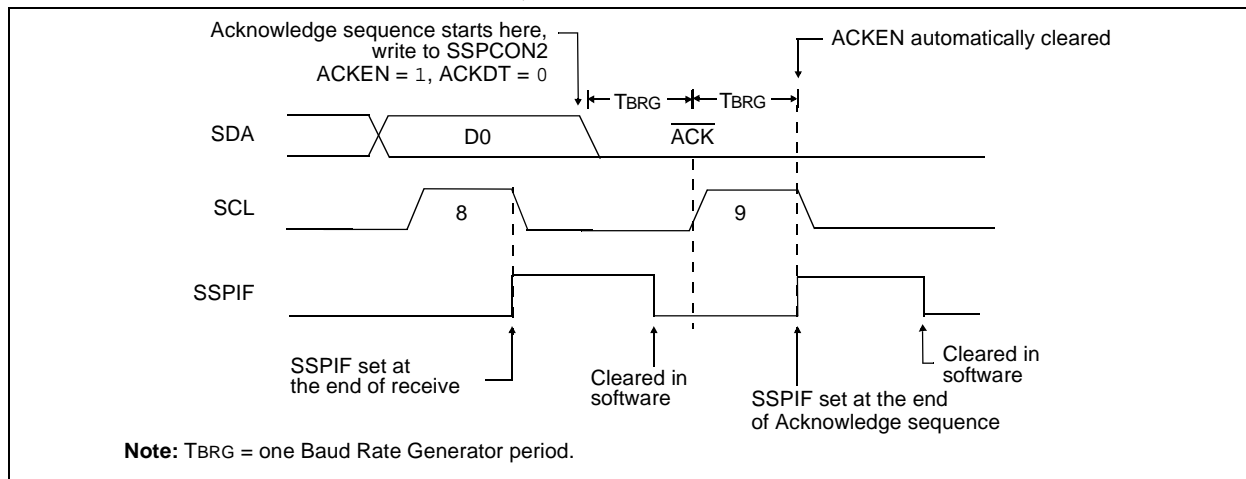 Acknowledge sequence starts here,
write to SSPCON2
ACKEN = 1, ACKDT = 0
ACKEN automatically cleared
TBRG
TBRG
SDA
D0
ACK
SCL
8
9
SSPIF
SSPIF set at
the end of receive
Cleared in
software
SSPIF set at the end
of Acknowledge sequence
Cleared in
software
Note: TBRG = one Baud Rate Generator period.